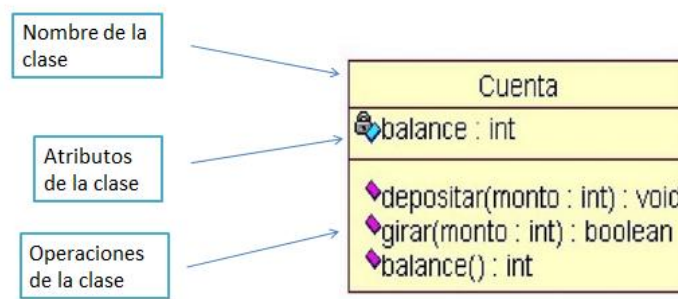 Nombre de la
clase
Atributos
de la clase
Operaciones
de la clase
Cuenta
balance : int
depositar(monto : int) : void
girar(monto : int) : boolean
balance() : int